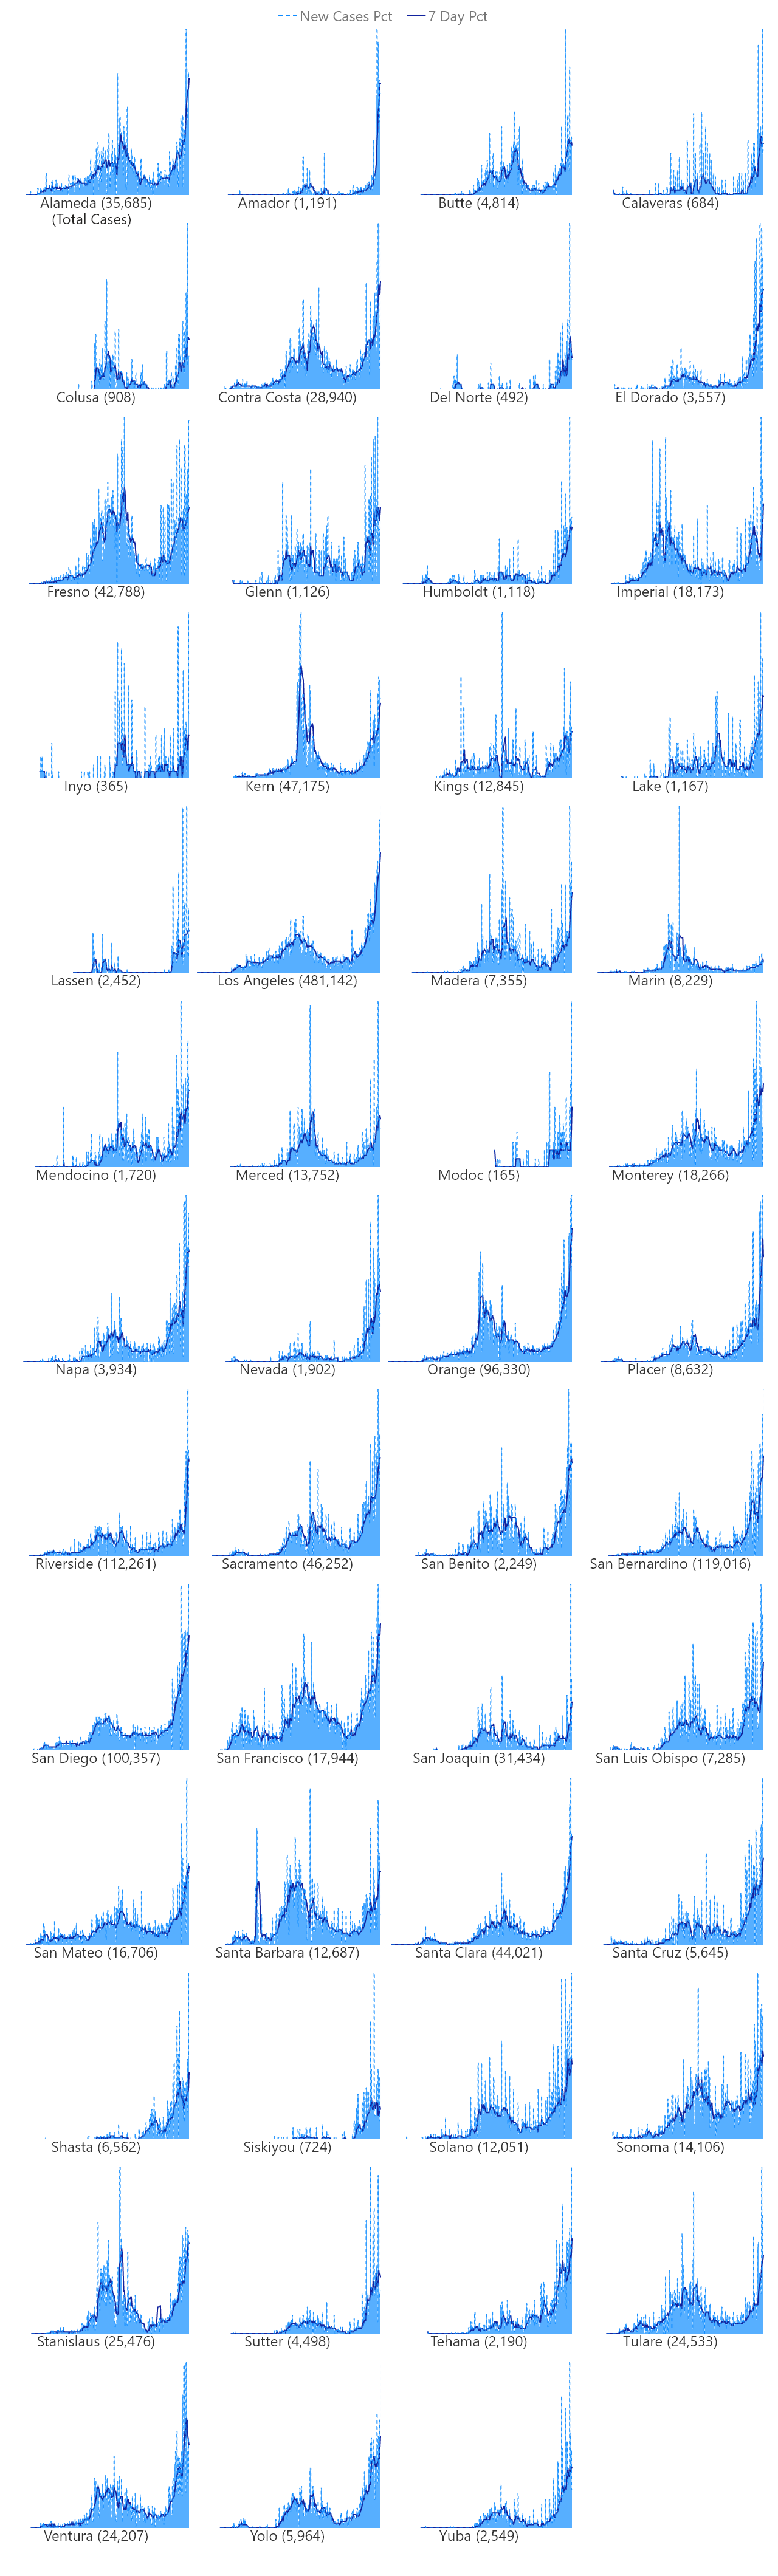 New Cases Pct 7 Day Pct
Alameda (35,685) Amador (1,191) Butte (4,814) Calaveras (684)
(Total Cases)
Colusa (908) Contra Costa (28,940) Del Norte (492) El Dorado (3,557)
Fresno (42,788) Glenn (1,126) Humboldt (1,118) Imperial (18,173)
Inyo (365) Kern (47,175) Kings (12,845) Lake (1,167)
Lassen (2,452) Los Angeles (481,142) Madera (7,355) Marin (8,229)
Mendocino (1,720) Merced (13,752) Modoc (165) Monterey (18,266)
Napa (3,934) Nevada (1,902) Orange (96,330) Placer (8,632)
Riverside (112,261) Sacramento (46,252) San Benito (2,249) San Bernardino (119,016)
San Diego (100,357) San Francisco (17,944) San Joaquin (31,434) San Luis Obispo (7,285)
San Mateo (16,706) Santa Barbara (12,687) Santa Clara (44,021) Santa Cruz (5,645)
Shasta (6,562) Siskiyou (724) Solano (12,051) Sonoma (14,106)
Stanislaus (25,476) Sutter (4,498) Tehama (2,190) Tulare (24,533)
Ventura (24,207) Yolo (5,964) Yuba (2,549)